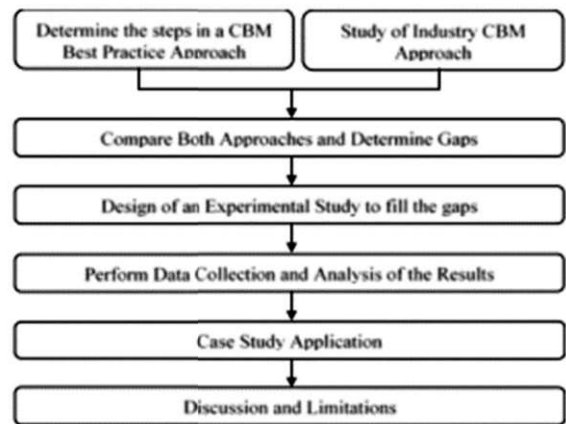 Determine the steps in a CBM
Best Practice Approach
Study of Industry CBM
Approach
Compare Both Approaches and Determine Gaps
Design of an Experimental Study to fill the gaps
Perform Data Collection and Analysis of the Results
Case Study Application
Discussion and Limitations